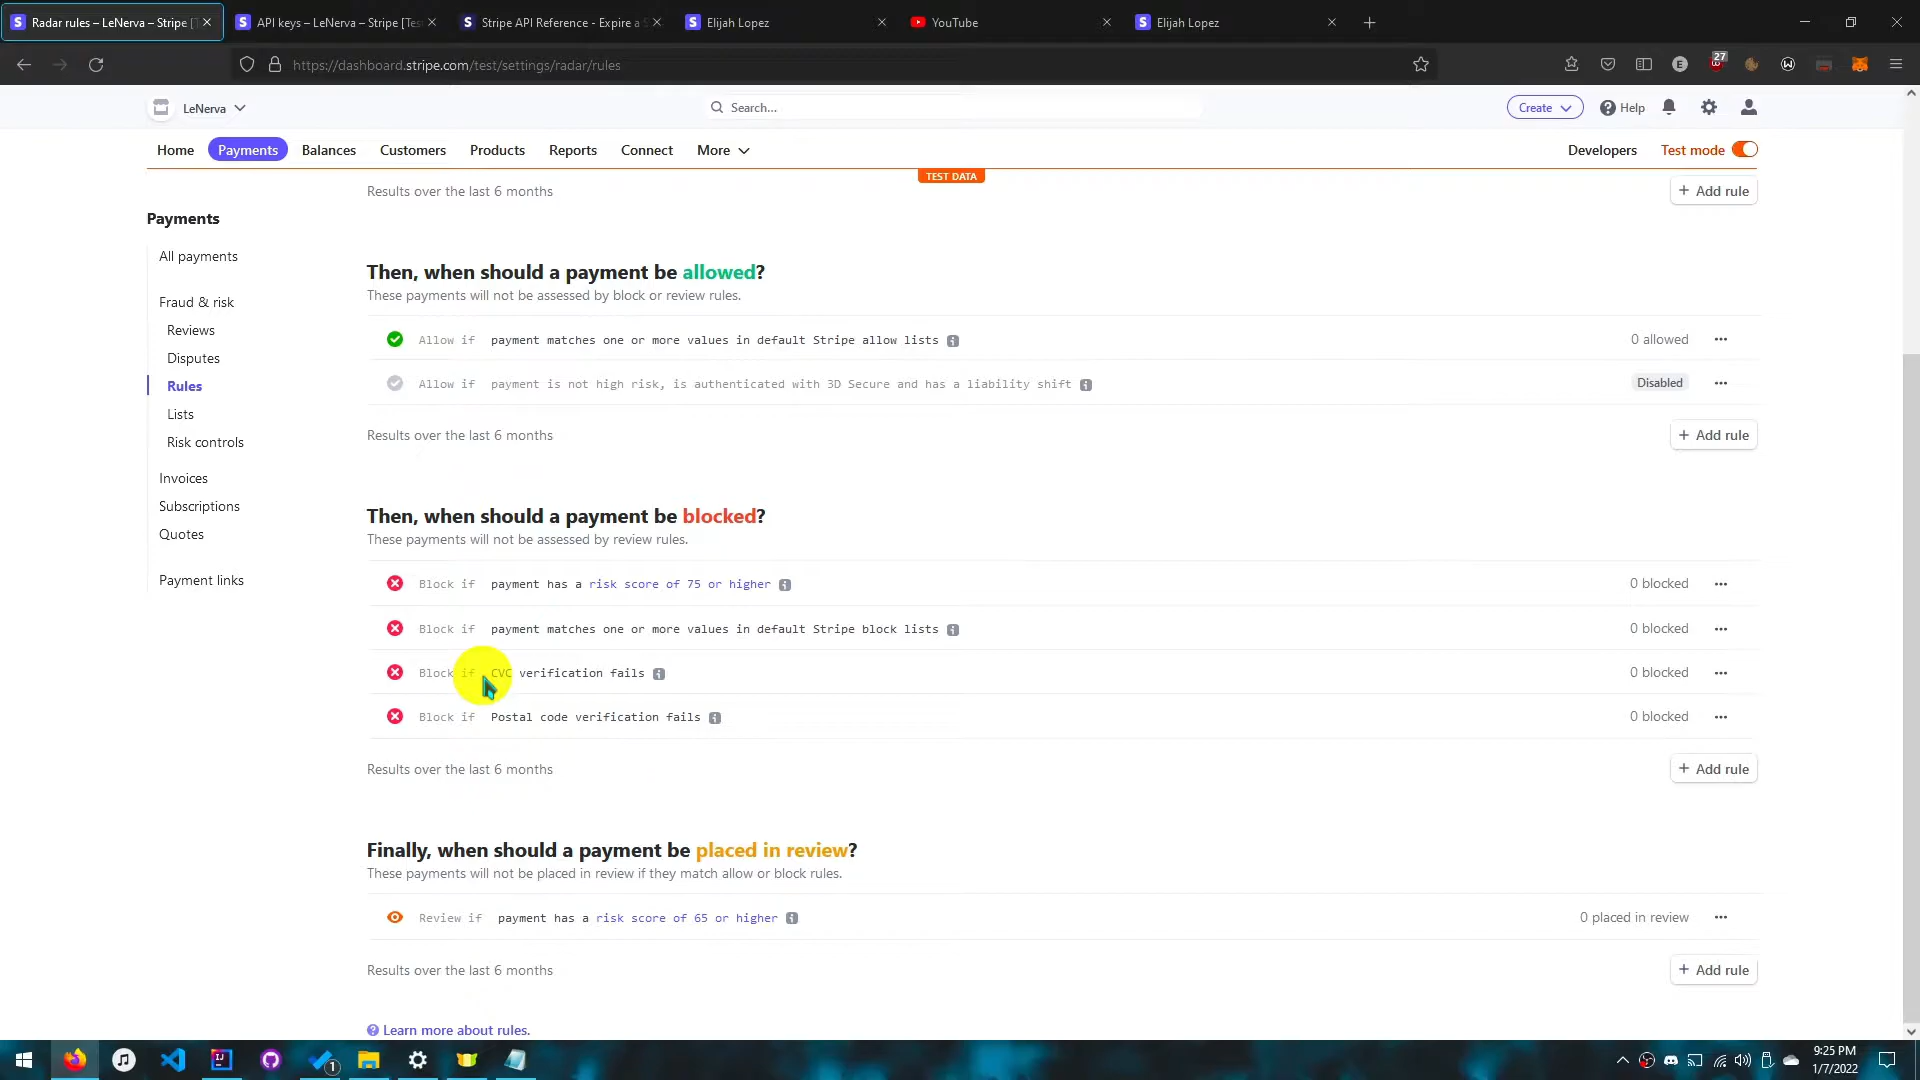 Radar rules – LeNerva – Stripe [T
API keys – LeNerva – Stripe [Tes
Stripe API Reference - Expire a S
Elijah Lopez
YouTube
Elijah Lopez
https://dashboard.stripe.com/test/settings/radar/rules
27
LeNerva
Search...
Create
Help
Home
Payments
Balances
Customers
Products
Reports
Connect
More
Developers
Test mode
TEST DATA
Results over the last 6 months
+ Add rule
Payments
All payments
Fraud & risk
Reviews
Disputes
Rules
Lists
Risk controls
Invoices
Subscriptions
Quotes
Payment links
Then, when should a payment be allowed?
These payments will not be assessed by block or review rules.
Allow if payment matches one or more values in default Stripe allow lists
0 allowed
Allow if payment is not high risk, is authenticated with 3D Secure and has a liability shift
Disabled
Results over the last 6 months
+ Add rule
Then, when should a payment be blocked?
These payments will not be assessed by review rules.
Block if payment has a risk score of 75 or higher
0 blocked
Block if payment matches one or more values in default Stripe block lists
0 blocked
Block if CVC verification fails
0 blocked
Block if Postal code verification fails
0 blocked
Results over the last 6 months
+ Add rule
Finally, when should a payment be placed in review?
These payments will not be placed in review if they match allow or block rules.
Review if payment has a risk score of 65 or higher
0 placed in review
Results over the last 6 months
+ Add rule
Learn more about rules.
1
9:25 PM
1/7/2022